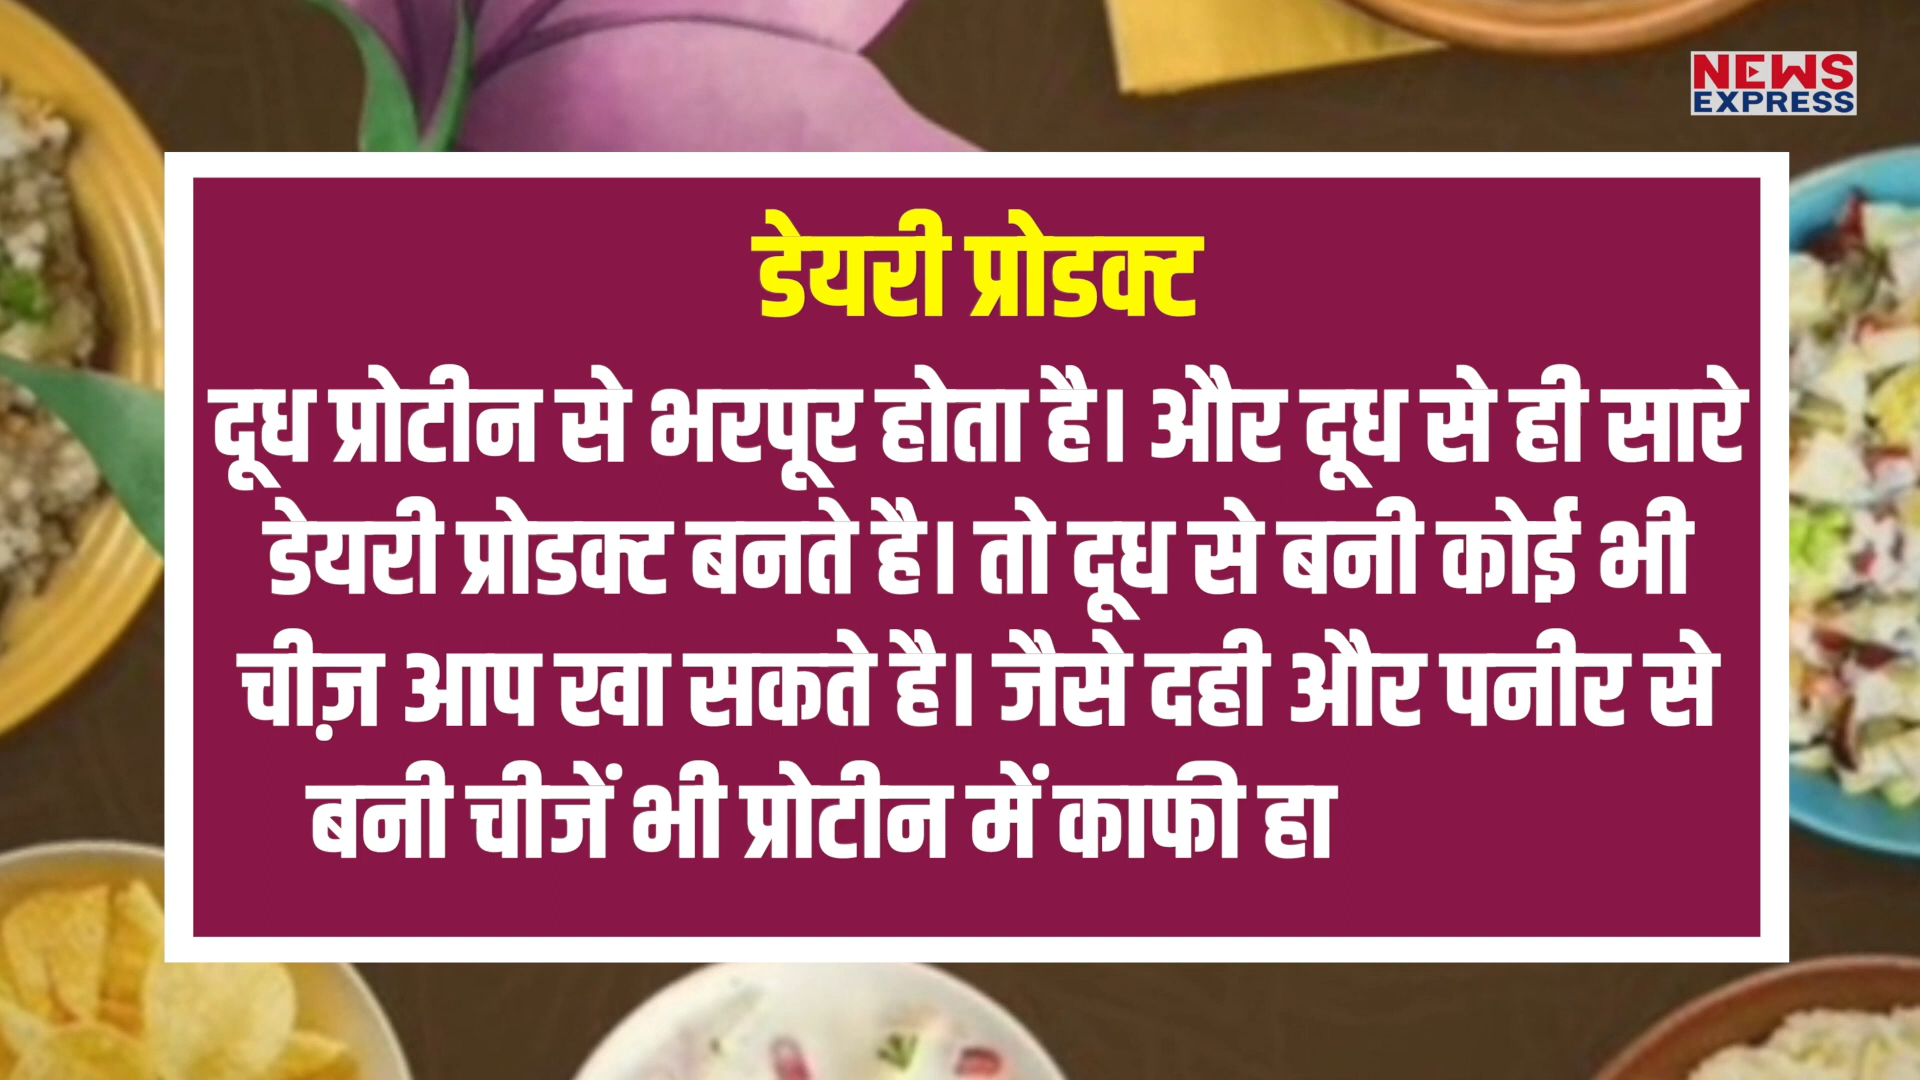 NEWS
EXPRESS
डेयरी प्रोडक्ट
दूध प्रोटीन से भरपूर होता है। और दूध से ही सारे
डेयरी प्रोडक्ट बनते है। तो दूध से बनी कोई भी
चीज़ आप खा सकते है। जैसे दही और पनीर से
बनी चीजें भी प्रोटीन में काफी हा